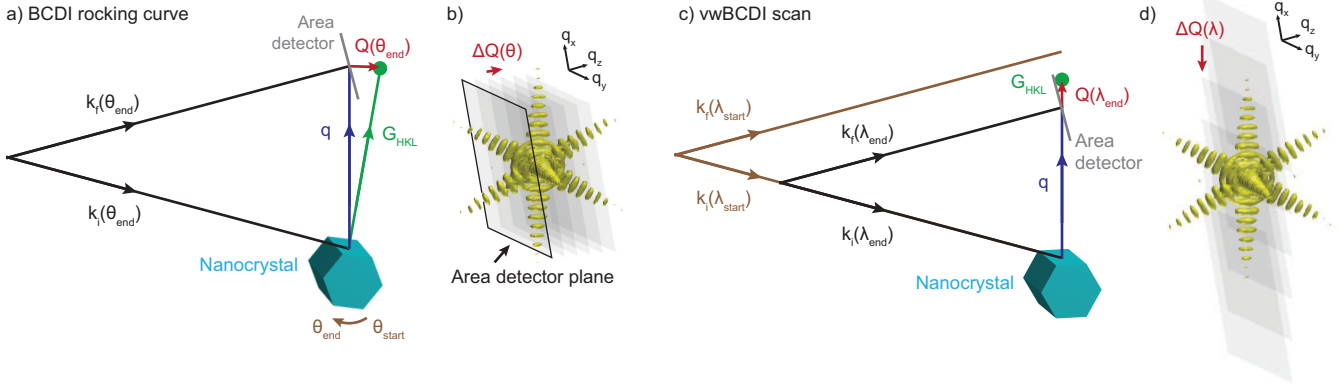 a) BCDI rocking curve
Area
detector
Q(θend)
kf(θend)
q
GHKL
ki(θend)
Nanocrystal
θend
θstart
b)
ΔQ(θ)
qx
qz
qy
Area detector plane
c) vwBCDI scan
kf(λstart)
GHKL
Q(λend)
kf(λend)
Area
detector
q
ki(λstart)
ki(λend)
Nanocrystal
d)
ΔQ(λ)
qx
qz
qy